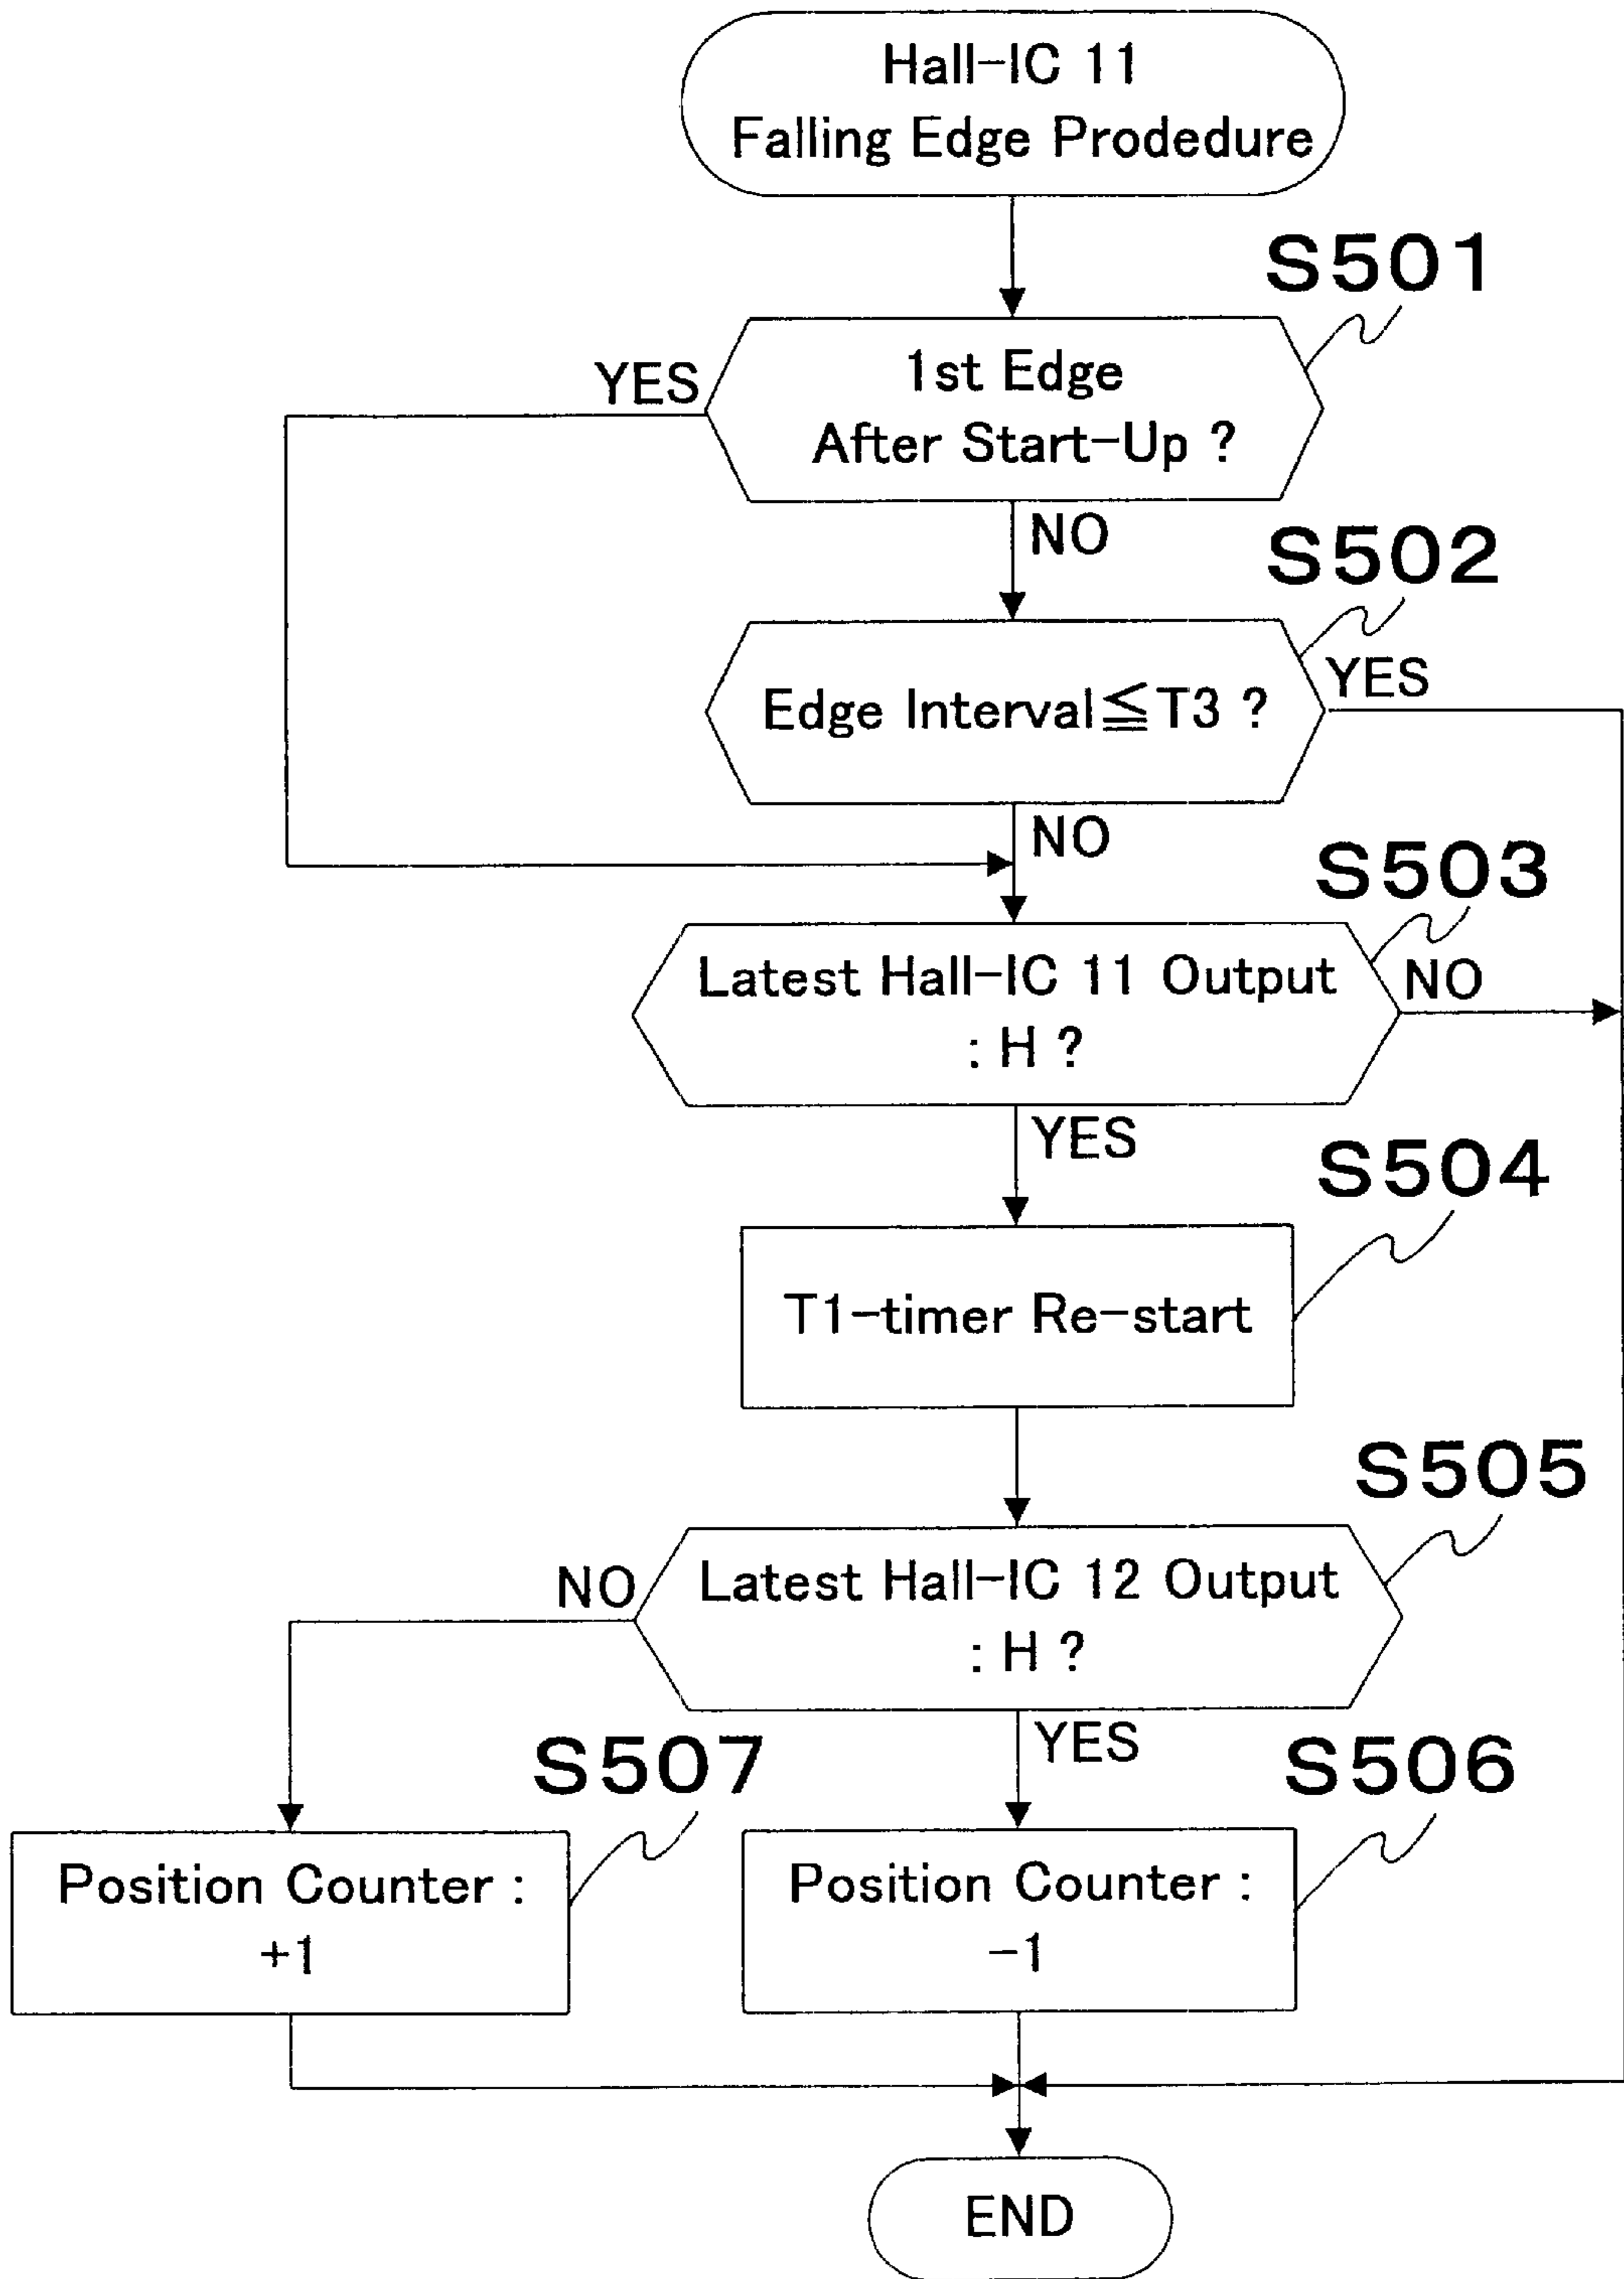 Hall-IC 11
Falling Edge Prodedure
S501
YES
1st Edge
After Start-Up ?
NO
S502
Edge Interval≦T3 ?
YES
NO
S503
Latest Hall-IC 11 Output
: H ?
NO
YES
S504
T1-timer Re-start
S505
NO
Latest Hall-IC 12 Output
: H ?
YES
S507
S506
Position Counter :
+1
Position Counter :
-1
END